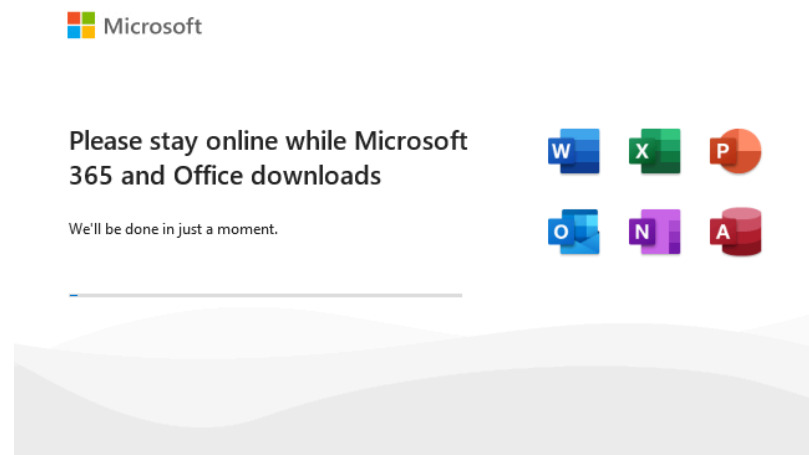 Microsoft
Please stay online while Microsoft
365 and Office downloads
We'll be done in just a moment.
W X P
O N A